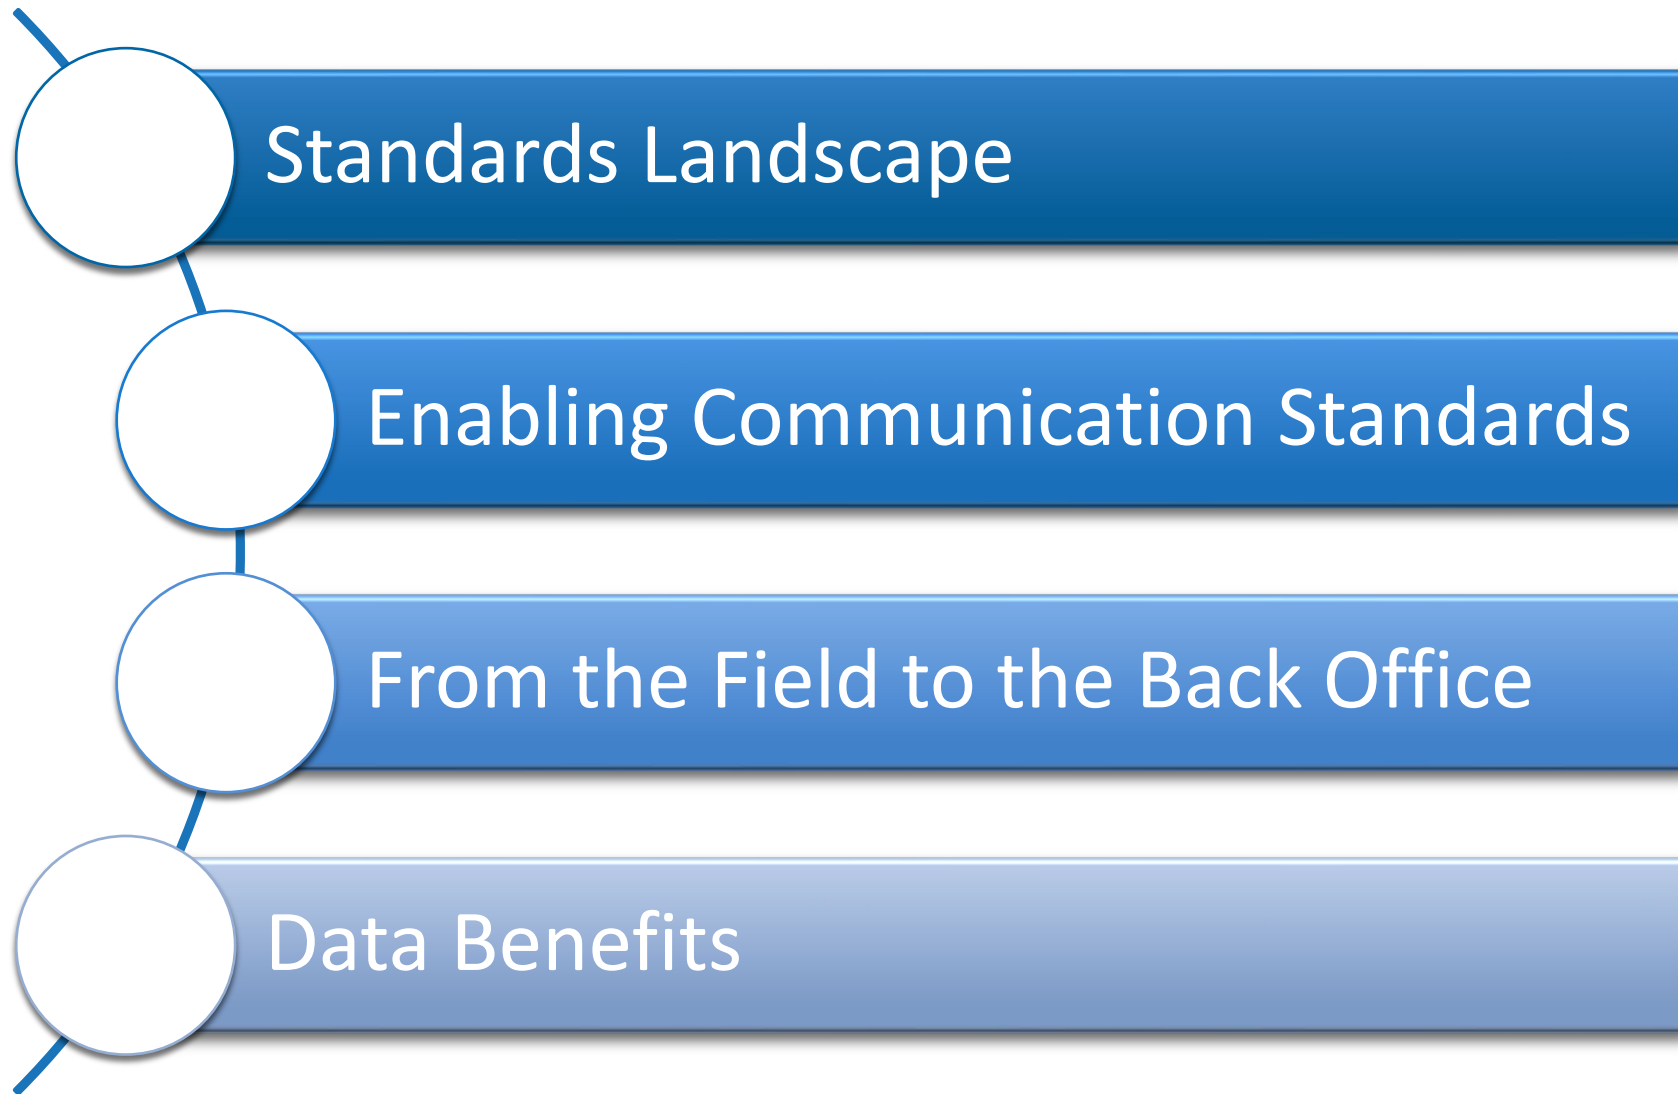 Standards Landscape
Enabling Communication Standards
From the Field to the Back Office
Data Benefits